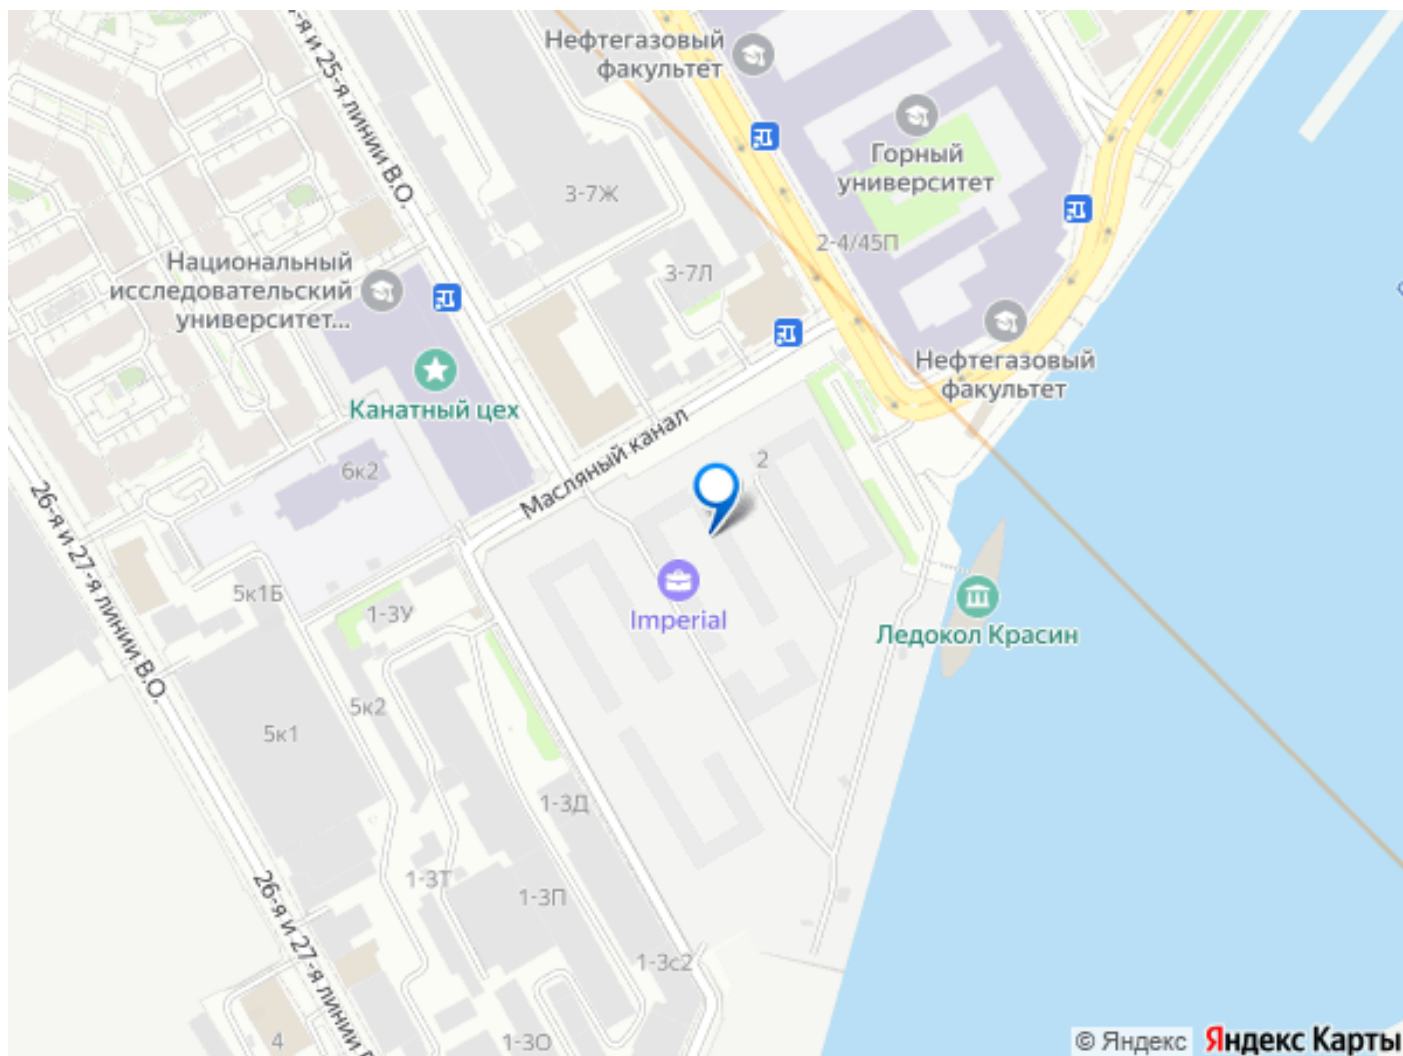 Нефтегазовый
факультет
Горный
университет
2-4/45П
3-7Ж
3-7Л
24-я и 25-я линии В.О.
Национальный
исследовательский
университет...
Нефтегазовый
факультет
Канатный цех
Масляный канал
6к2
2
26-я и 27-я линии В.О.
5к1Б
1-3У
Imperial
Ледокол Красин
5к2
5к1
1-3Д
1-3Т
1-3П
26-я и 27-я линии
1-3с2
4
1-3О
© Яндекс Яндекс Карты